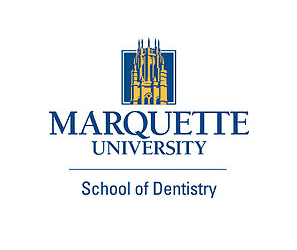 MARQUETTE
UNIVERSITY
School of Dentistry